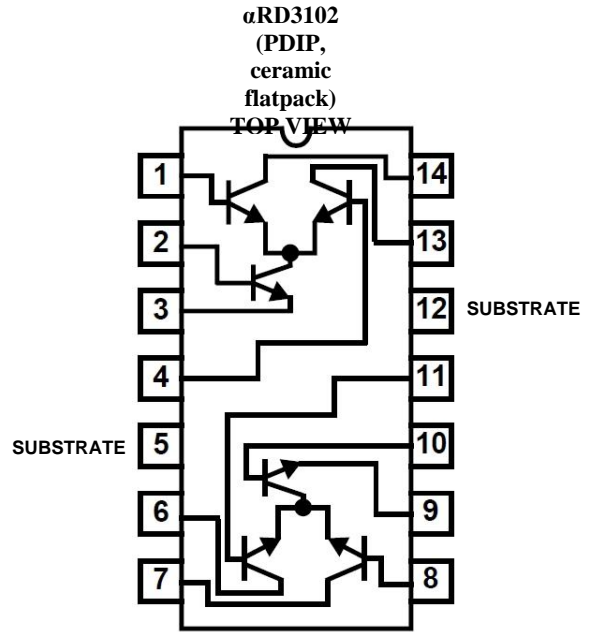 αRD3102
(PDIP,
ceramic
flatpack)
TOP VIEW
1
14
2
13
3
12
SUBSTRATE
4
11
SUBSTRATE
5
10
6
9
7
8